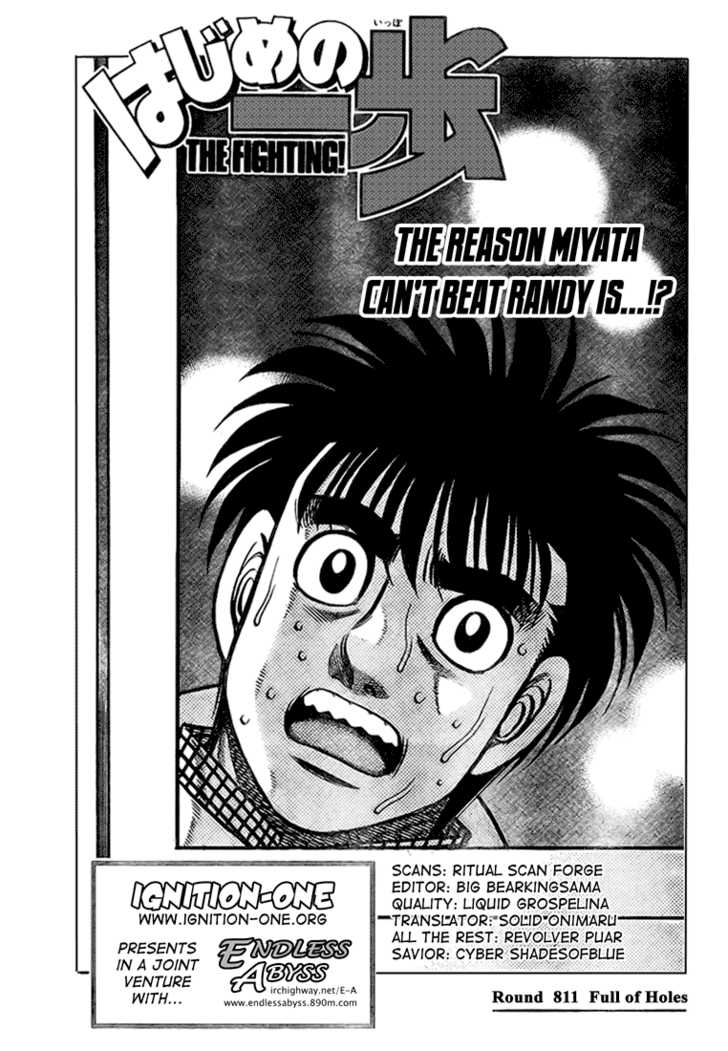 いっぽ
はじめの一歩
THE FIGHTING!
THE REASON MIYATA
CAN'T BEAT RANDY IS...!?
IGNITION-ONE
WWW.IGNITION-ONE.ORG
PRESENTS
IN A JOINT
VENTURE
WITH...
ENDLESS
ABYSS
irchighway.net/E-A
www.endlessabyss.890m.com
SCANS: RITUAL SCAN FORGE
EDITOR: BIG BEARKINGSAMA
QUALITY: LIQUID GROSPELINA
TRANSLATOR: SOLID ONIMARU
ALL THE REST: REVOLVER PUAR
SAVIOR: CYBER SHADESOFBLUE
Round 811 Full of Holes